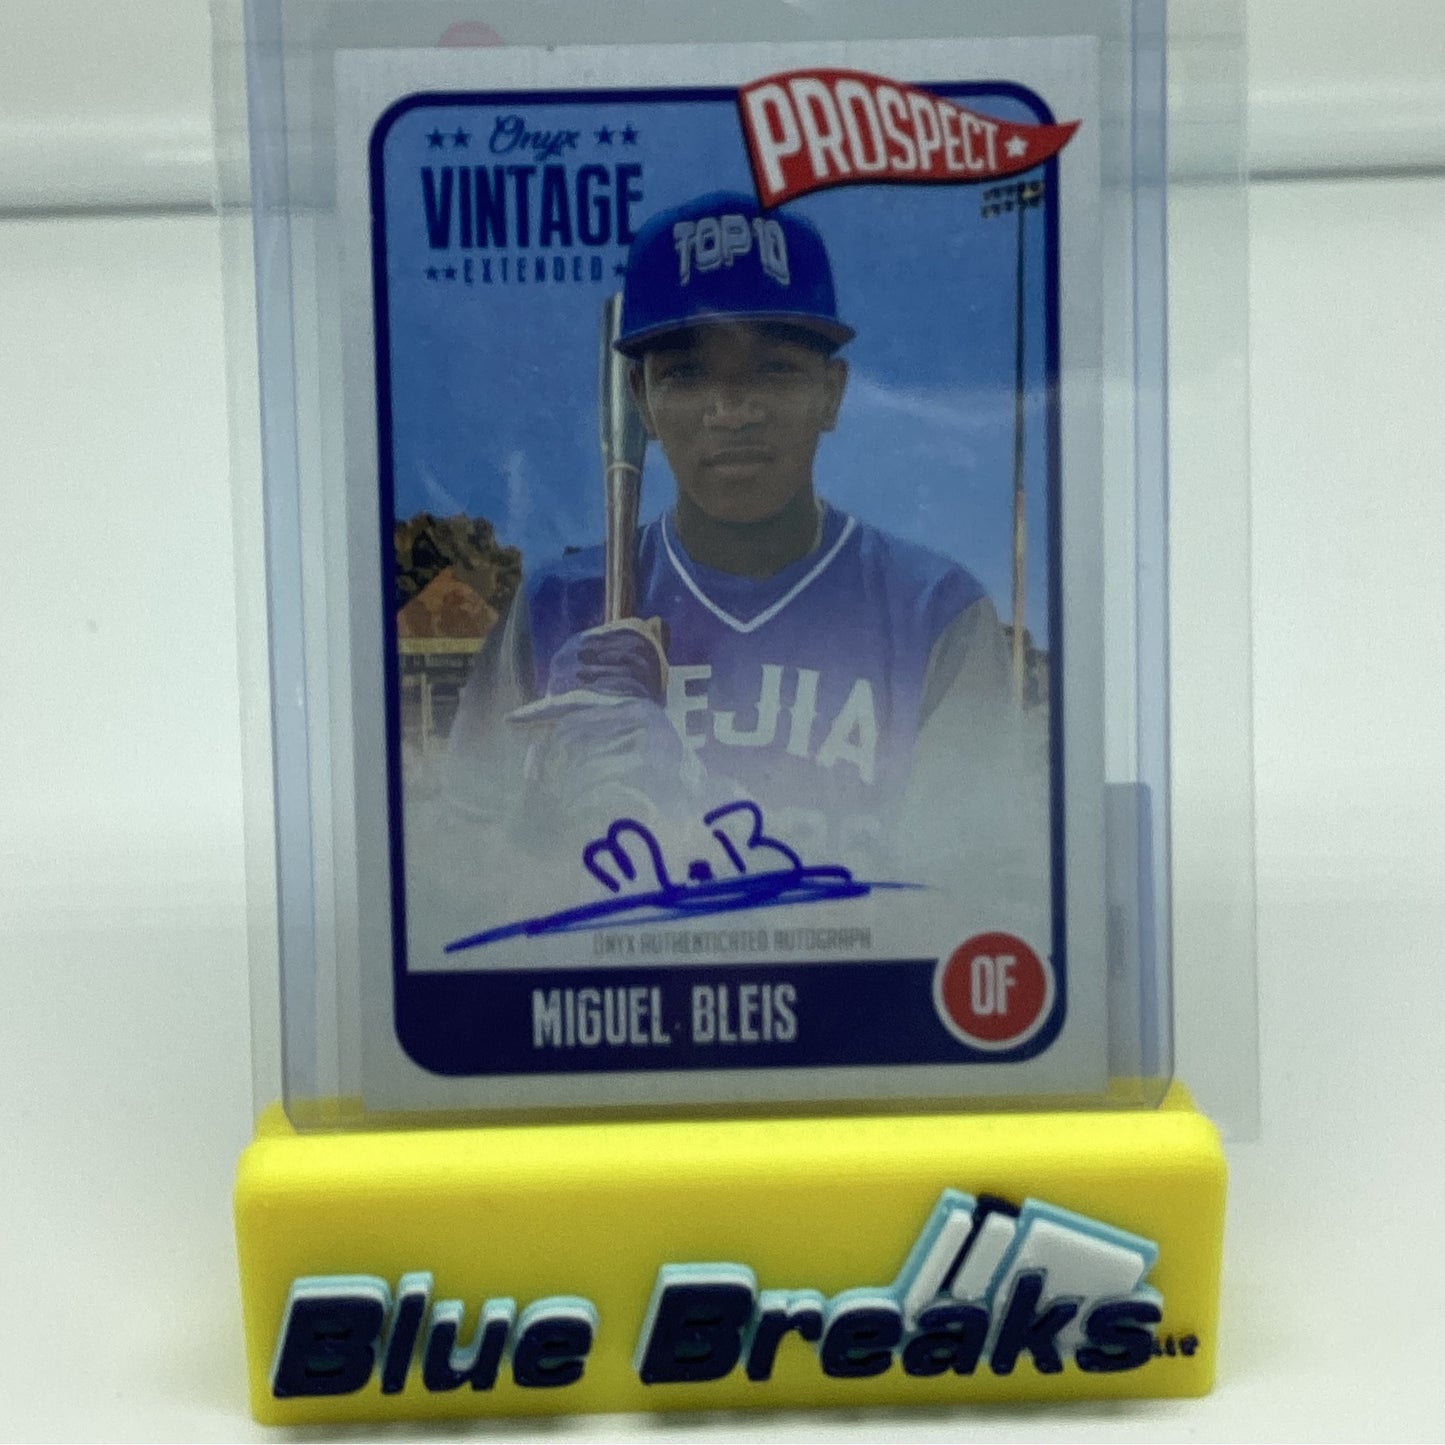 Onyx
VINTAGE
EXTENDED
PROSPECT
TOP 10
EJIA
M.B
ONYX AUTHENTICATED AUTOGRAPH
MIGUEL BLEIS
OF
Blue Breaks